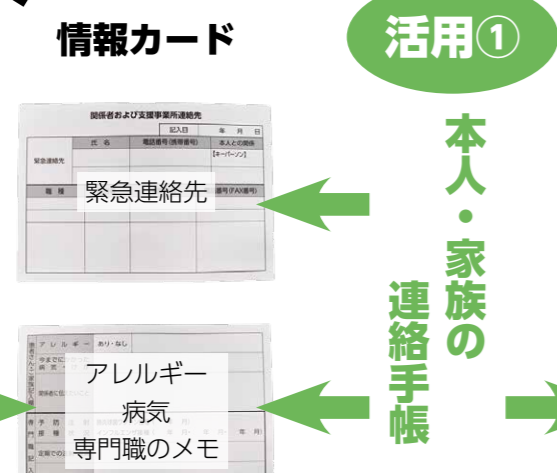 情報カード
活用①
本人・家族の
連絡手帳
関係者および支援事業所連絡先
記入日 年 月 日
氏名 電話番号(携帯番号) 本人との関係
緊急連絡先 【キーパーソン】
職種 番号(FAX番号)
緊急連絡先
アレルギー あり・なし
アレルギー
病気
専門職のメモ